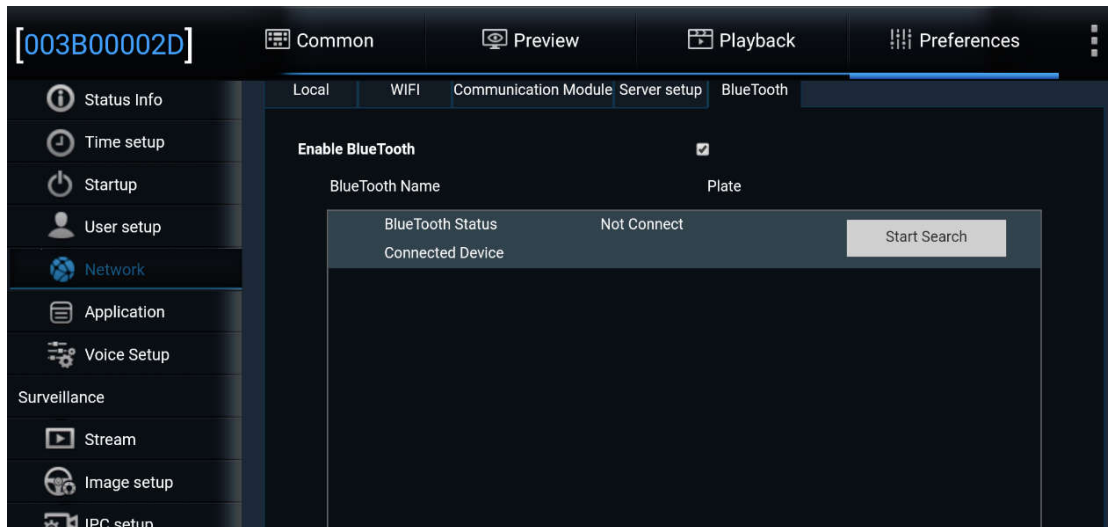 [003B00002D]
Common
Preview
Playback
Preferences
Status Info
Time setup
Startup
User setup
Network
Application
Voice Setup
Surveillance
Stream
Image setup
IPC setup
Local
WIFI
Communication Module
Server setup
BlueTooth
Enable BlueTooth
BlueTooth Name
Plate
BlueTooth Status
Not Connect
Connected Device
Start Search